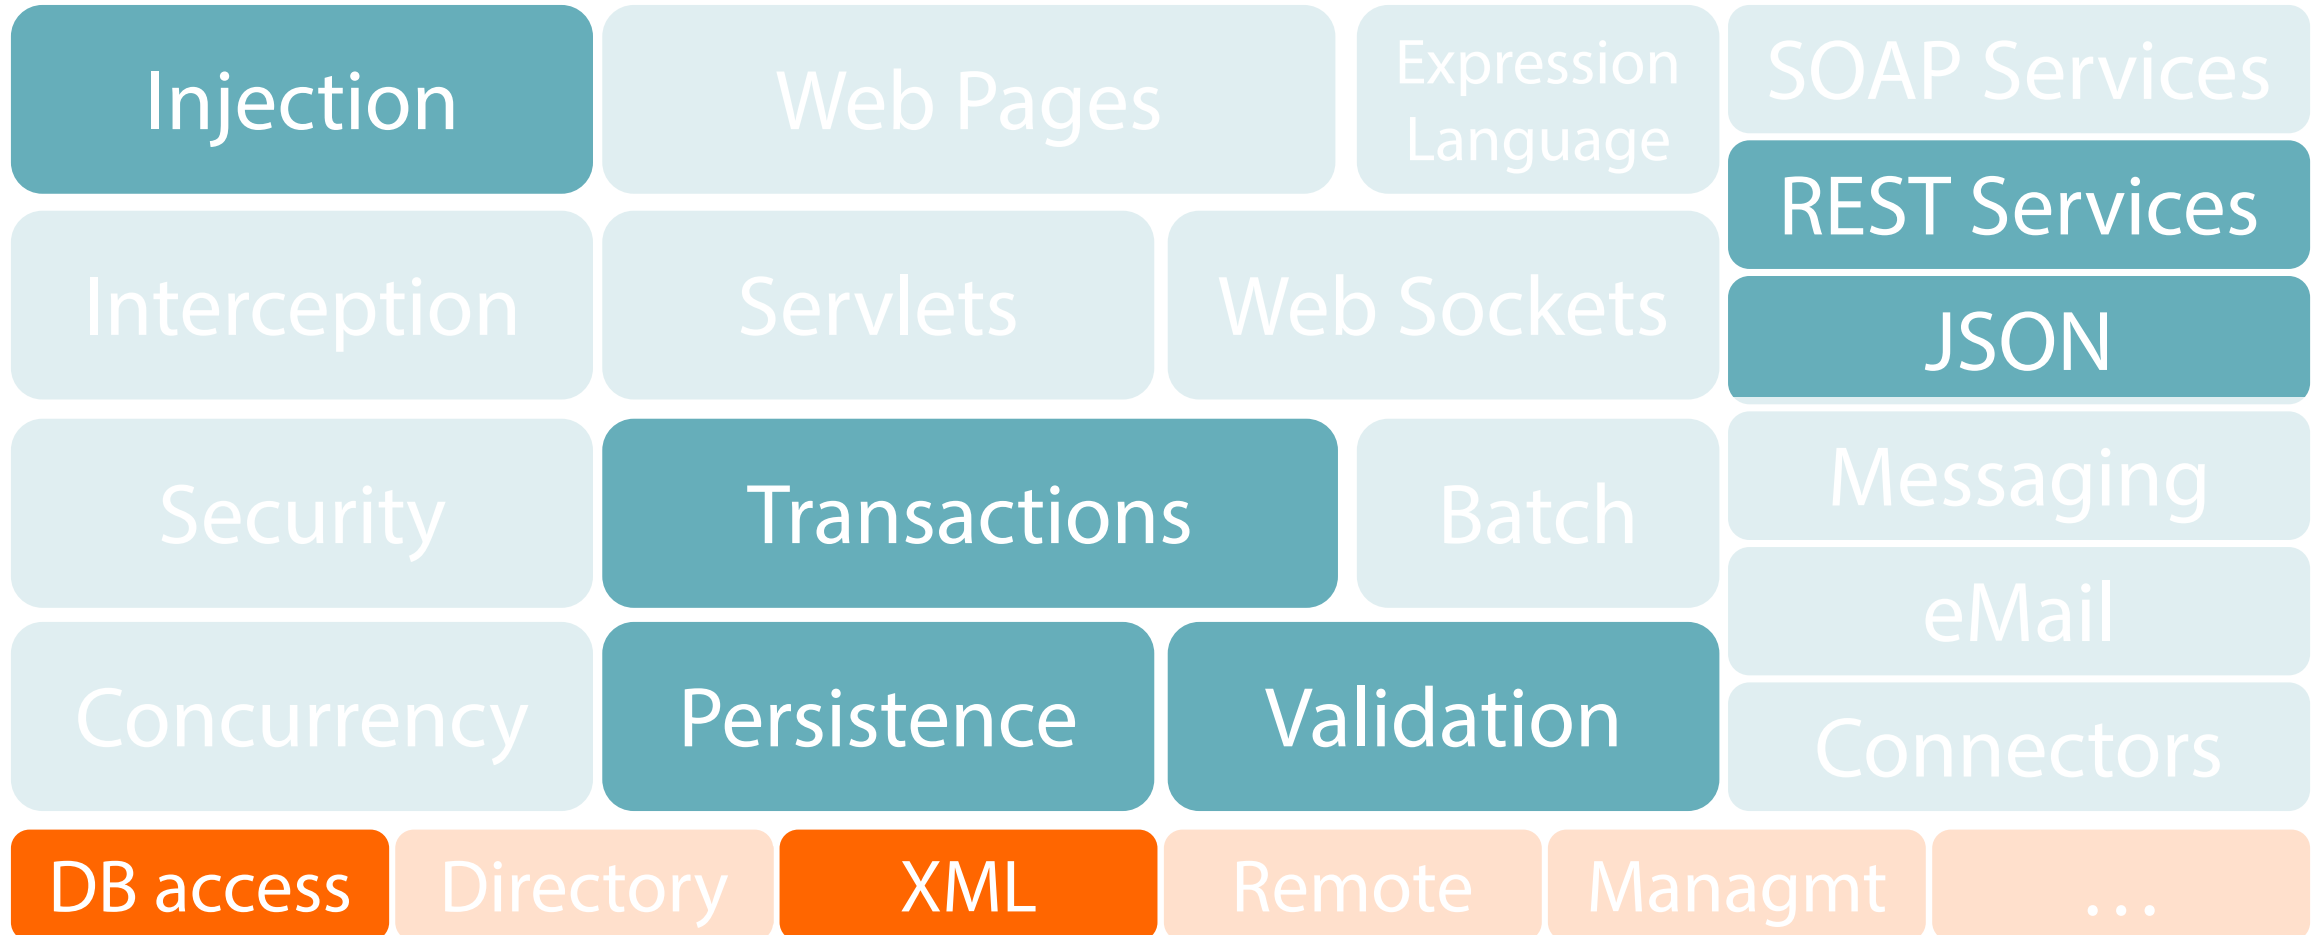 Injection
Web Pages
Expression
Language
SOAP Services
REST Services
Interception
Servlets
Web Sockets
JSON
Security
Transactions
Batch
Messaging
eMail
Concurrency
Persistence
Validation
Connectors
DB access
Directory
XML
Remote
Managmt
...